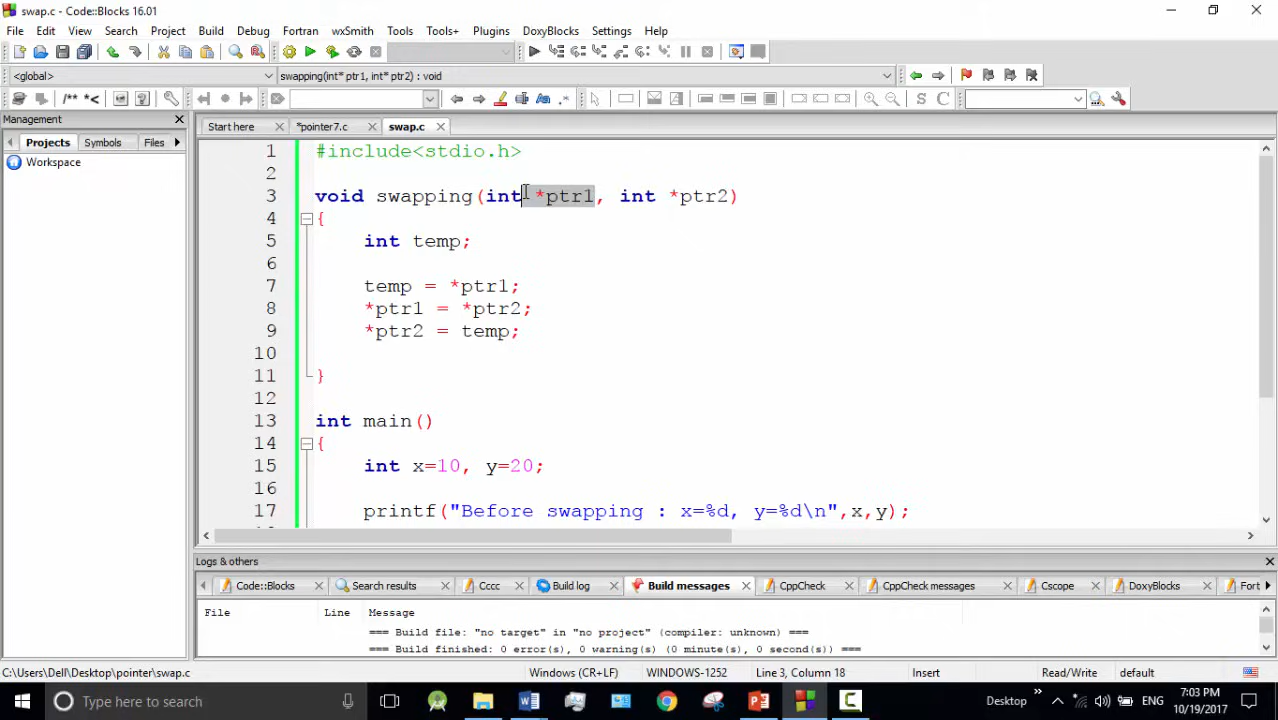 swap.c - Code::Blocks 16.01
File Edit View Search Project Build Debug Fortran wxSmith Tools Tools+ Plugins DoxyBlocks Settings Help
<global> swapping(int* ptr1, int* ptr2) : void
/** *< S C
Management
Projects Symbols Files
Workspace
Start here *pointer7.c swap.c
1 #include<stdio.h>
2
3 void swapping(int *ptr1, int *ptr2)
4 {
5 int temp;
6
7 temp = *ptr1;
8 *ptr1 = *ptr2;
9 *ptr2 = temp;
10
11 }
12
13 int main()
14 {
15 int x=10, y=20;
16
17 printf("Before swapping : x=%d, y=%d\n",x,y);
Logs & others
Code::Blocks Search results Cccc Build log Build messages CppCheck CppCheck messages Cscope DoxyBlocks Fort
File Line Message
=== Build file: "no target" in "no project" (compiler: unknown) ===
=== Build finished: 0 error(s), 0 warning(s) (0 minute(s), 0 second(s)) ===
C:\Users\Dell\Desktop\pointer\swap.c Windows (CR+LF) WINDOWS-1252 Line 3, Column 18 Insert Read/Write default
Type here to search Desktop ENG 7:03 PM
10/19/2017